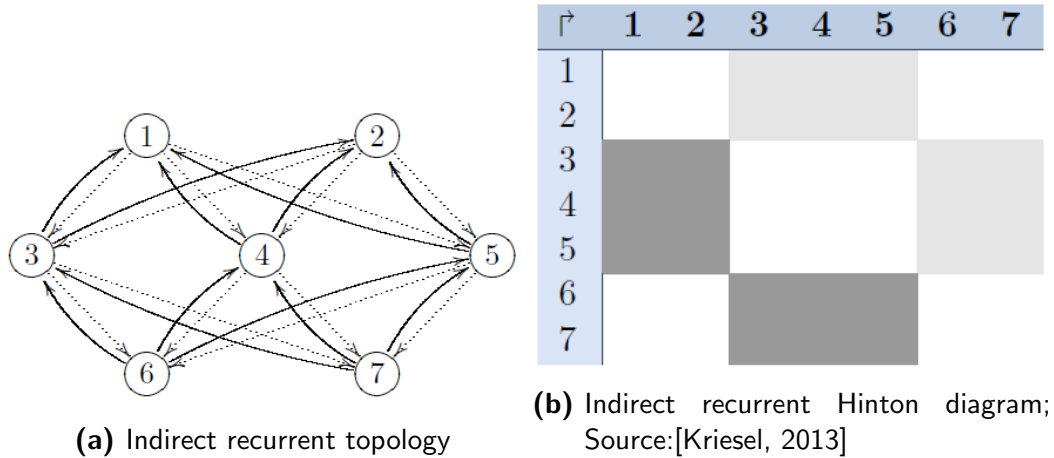 1 2
3 4 5
6 7
(a) Indirect recurrent topology
↱ 1 2 3 4 5 6 7
1
2
3
4
5
6
7
(b) Indirect recurrent Hinton diagram;
Source:[Kriesel, 2013]